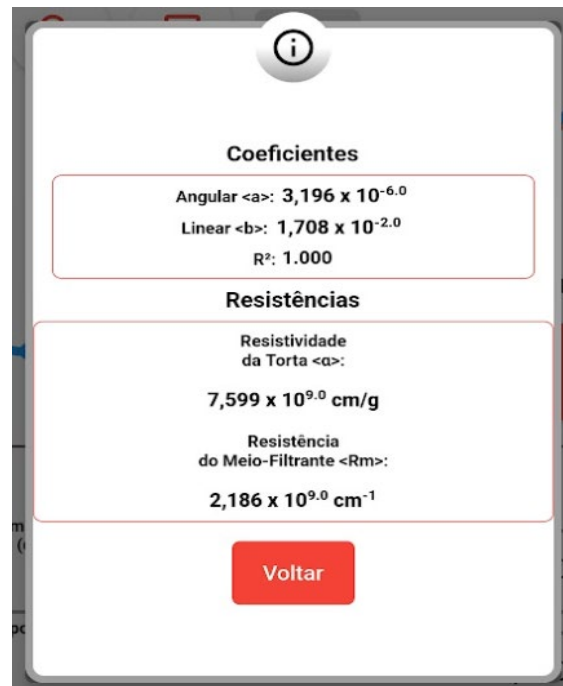 Coeficientes
Angular <a>: 3,196 x 10⁻⁶·⁰
Linear <b>: 1,708 x 10⁻²·⁰
R²: 1.000
Resistências
Resistividade
da Torta <α>:
7,599 x 10⁹·⁰ cm/g
Resistência
do Meio-Filtrante <Rm>:
2,186 x 10⁹·⁰ cm⁻¹
Voltar